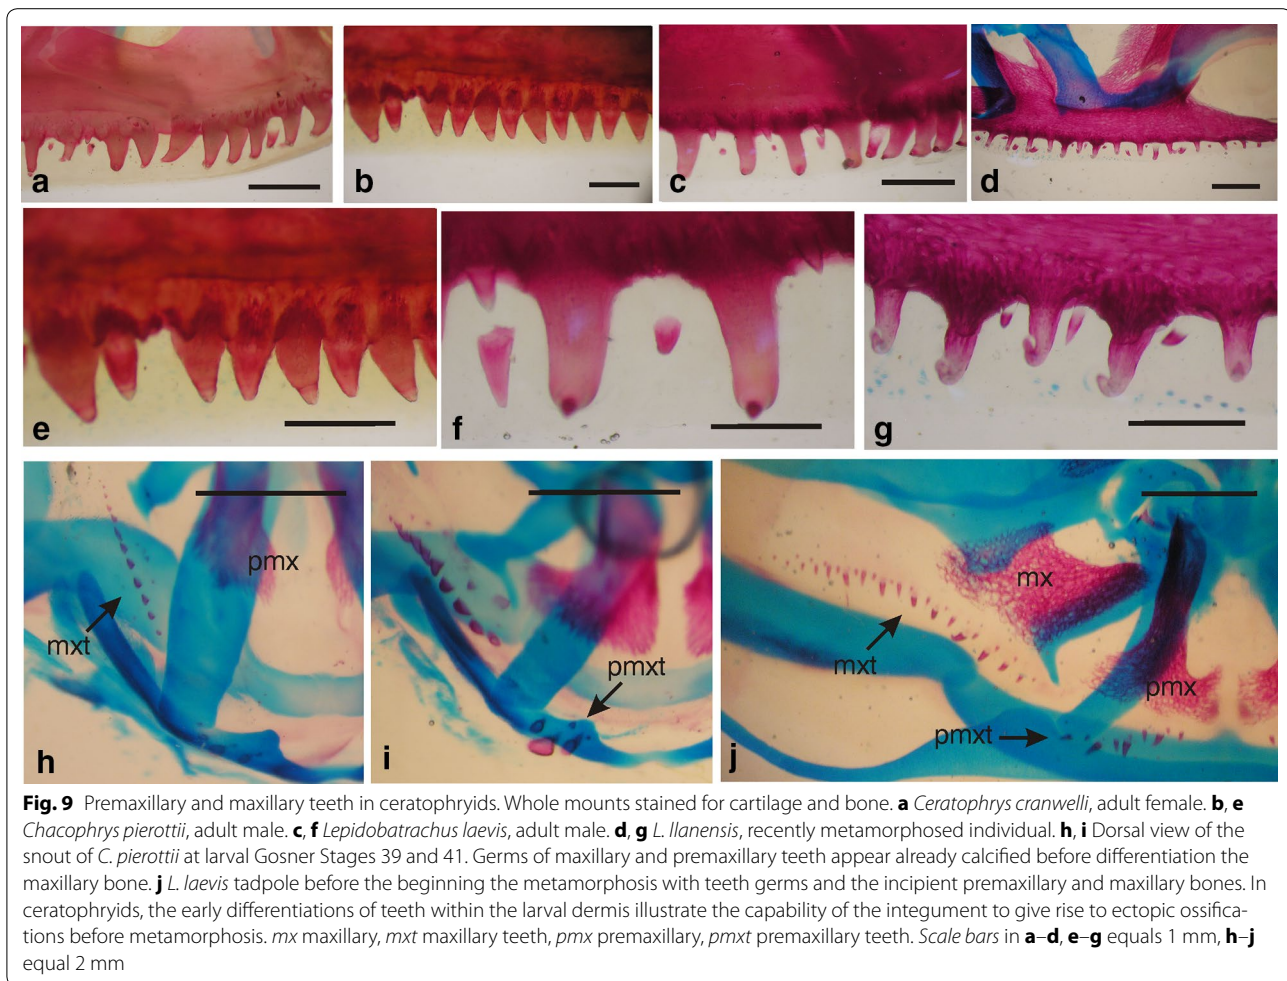 a
b
c
d
e
f
g
pmx
mxt
h
pmxt
i
mx
mxt
pmx
pmxt
j
Fig. 9 Premaxillary and maxillary teeth in ceratophryids. Whole mounts stained for cartilage and bone. a Ceratophrys cranwelli, adult female. b, e
Chacophrys pierottii, adult male. c, f Lepidobatrachus laevis, adult male. d, g L. llanensis, recently metamorphosed individual. h, i Dorsal view of the
snout of C. pierottii at larval Gosner Stages 39 and 41. Germs of maxillary and premaxillary teeth appear already calcified before differentiation the
maxillary bone. j L. laevis tadpole before the beginning the metamorphosis with teeth germs and the incipient premaxillary and maxillary bones. In
ceratophryids, the early differentiations of teeth within the larval dermis illustrate the capability of the integument to give rise to ectopic ossifica-
tions before metamorphosis. mx maxillary, mxt maxillary teeth, pmx premaxillary, pmxt premaxillary teeth. Scale bars in a–d, e–g equals 1 mm, h–j
equal 2 mm